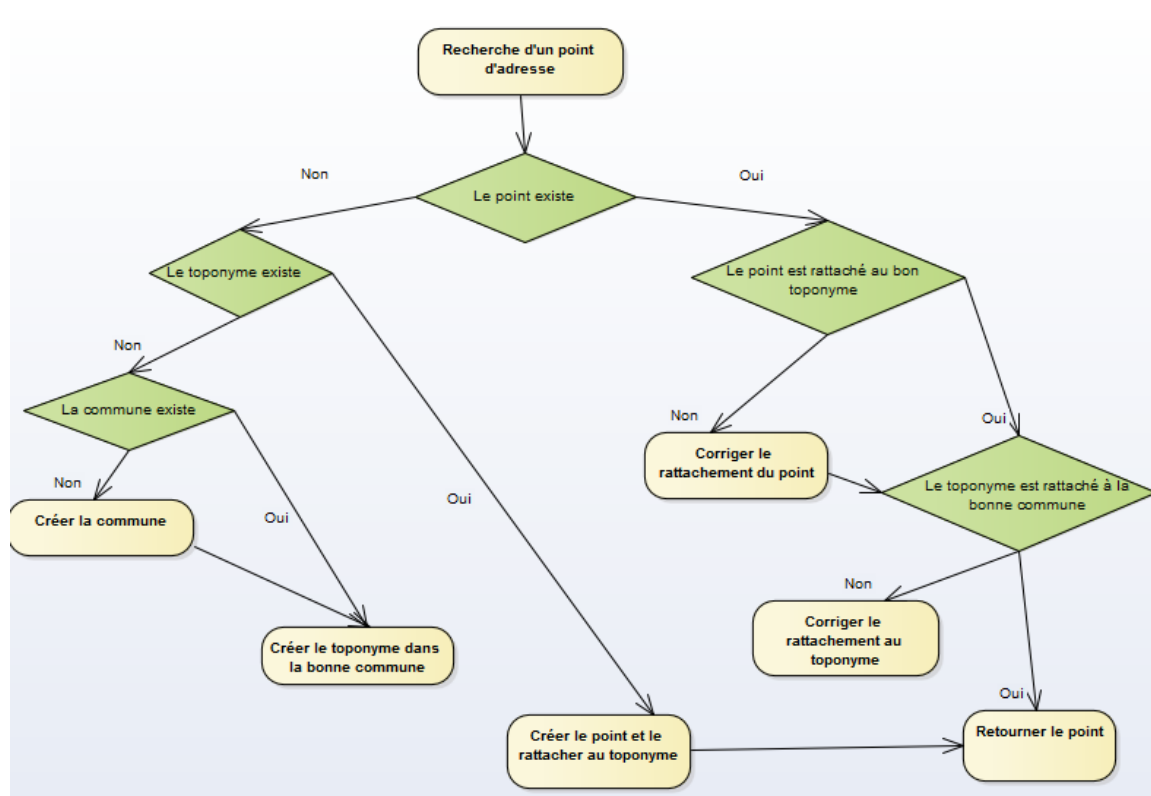 Recherche d'un point
d'adresse
Non
Oui
Le point existe
Le toponyme existe
Le point est rattaché au bon
toponyme
Non
La commune existe
Non
Oui
Corriger le
rattachement du point
Le toponyme est rattaché à la
bonne commune
Non
Oui
Oui
Créer la commune
Non
Corriger le
rattachement au
toponyme
Créer le toponyme dans
la bonne commune
Oui
Créer le point et le
rattacher au toponyme
Retourner le point